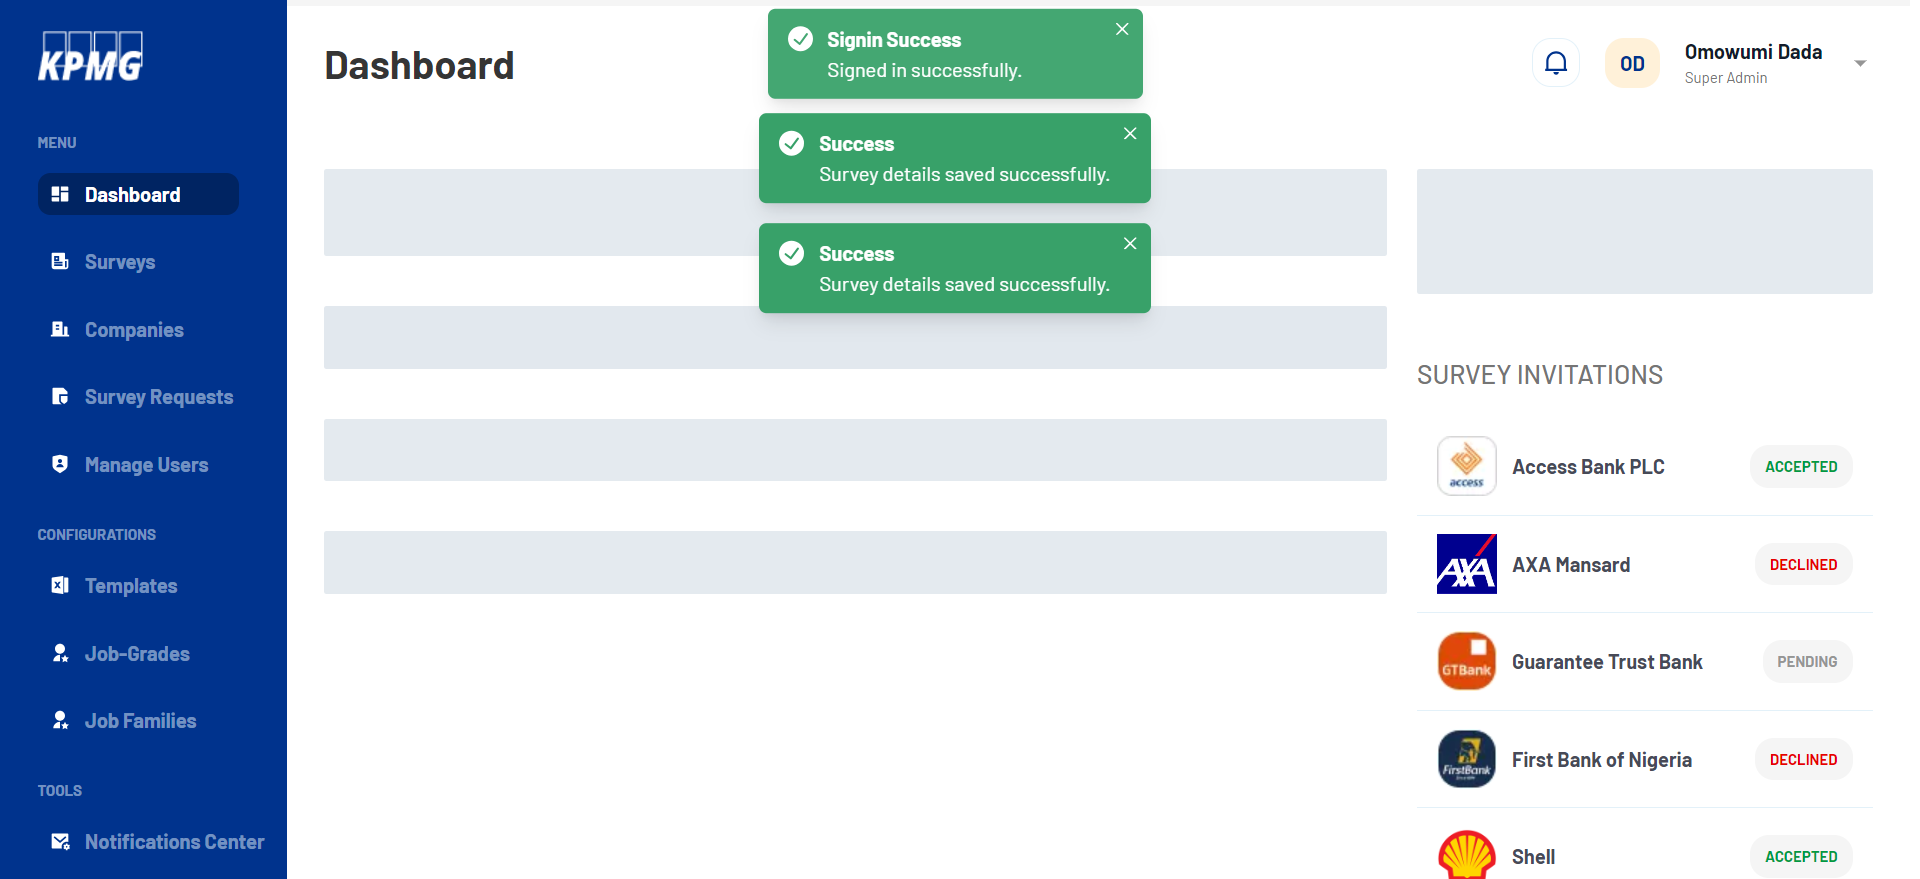 KPMG
MENU
Dashboard
Surveys
Companies
Survey Requests
Manage Users
CONFIGURATIONS
Templates
Job-Grades
Job Families
TOOLS
Notifications Center
Dashboard
Signin Success
Signed in successfully.
Success
Survey details saved successfully.
Success
Survey details saved successfully.
OD
Omowumi Dada
Super Admin
SURVEY INVITATIONS
access
Access Bank PLC
ACCEPTED
AXA
AXA Mansard
DECLINED
GTBank
Guarantee Trust Bank
PENDING
FirstBank
First Bank of Nigeria
DECLINED
Shell
ACCEPTED